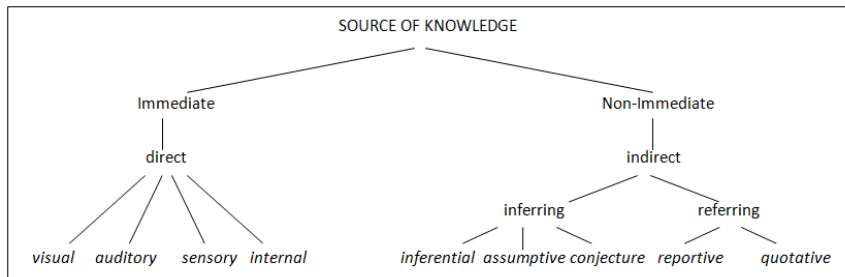 SOURCE OF KNOWLEDGE
Immediate Non-Immediate
direct indirect
inferring referring
visual auditory sensory internal inferential assumptive conjecture reportive quotative